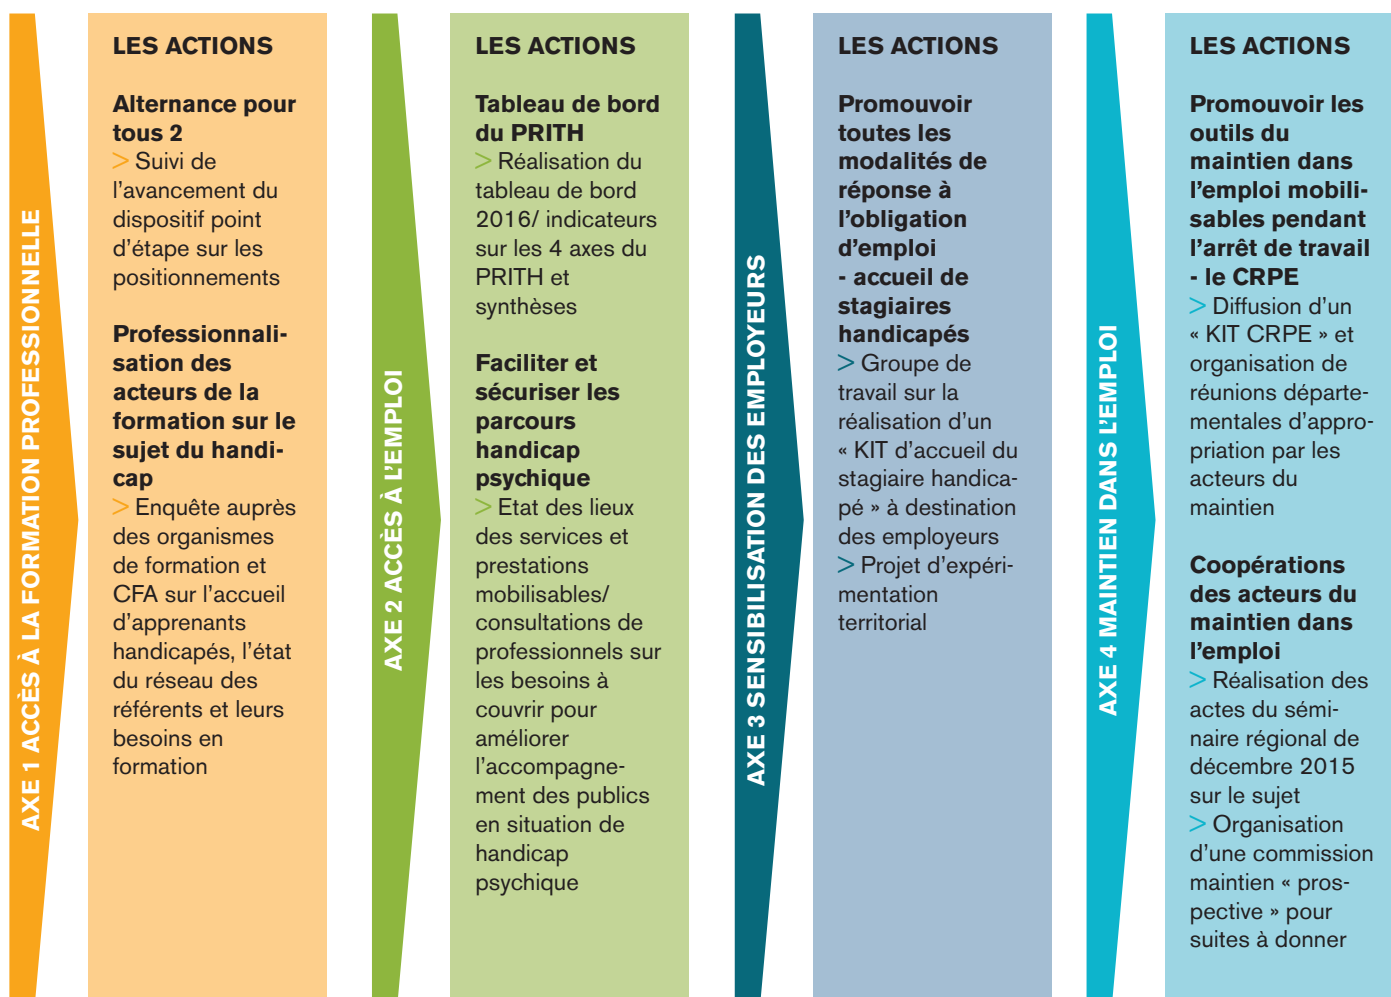 AXE 1 ACCÈS À LA FORMATION PROFESSIONNELLE
LES ACTIONS
Alternance pour
tous 2
> Suivi de
l’avancement du
dispositif point
d’étape sur les
positionnements
Professionnali-
sation des
acteurs de la
formation sur le
sujet du handi-
cap
> Enquête auprès
des organismes
de formation et
CFA sur l’accueil
d’apprenants
handicapés, l’état
du réseau des
référents et leurs
besoins en
formation
AXE 2 ACCÈS À L’EMPLOI
LES ACTIONS
Tableau de bord
du PRITH
> Réalisation du
tableau de bord
2016/ indicateurs
sur les 4 axes du
PRITH et
synthèses
Faciliter et
sécuriser les
parcours
handicap
psychique
> Etat des lieux
des services et
prestations
mobilisables/
consultations de
professionnels sur
les besoins à
couvrir pour
améliorer
l’accompagne-
ment des publics
en situation de
handicap
psychique
AXE 3 SENSIBILISATION DES EMPLOYEURS
LES ACTIONS
Promouvoir
toutes les
modalités de
réponse à
l’obligation
d’emploi
- accueil de
stagiaires
handicapés
> Groupe de
travail sur la
réalisation d’un
« KIT d’accueil du
stagiaire handica-
pé » à destination
des employeurs
> Projet d’expéri-
mentation
territorial
AXE 4 MAINTIEN DANS L’EMPLOI
LES ACTIONS
Promouvoir les
outils du
maintien dans
l’emploi mobili-
sables pendant
l’arrêt de travail
- le CRPE
> Diffusion d’un
« KIT CRPE » et
organisation de
réunions départe-
mentales d’appro-
priation par les
acteurs du
maintien
Coopérations
des acteurs du
maintien dans
l’emploi
> Réalisation des
actes du sémi-
naire régional de
décembre 2015
sur le sujet
> Organisation
d’une commission
maintien « pros-
pective » pour
suites à donner